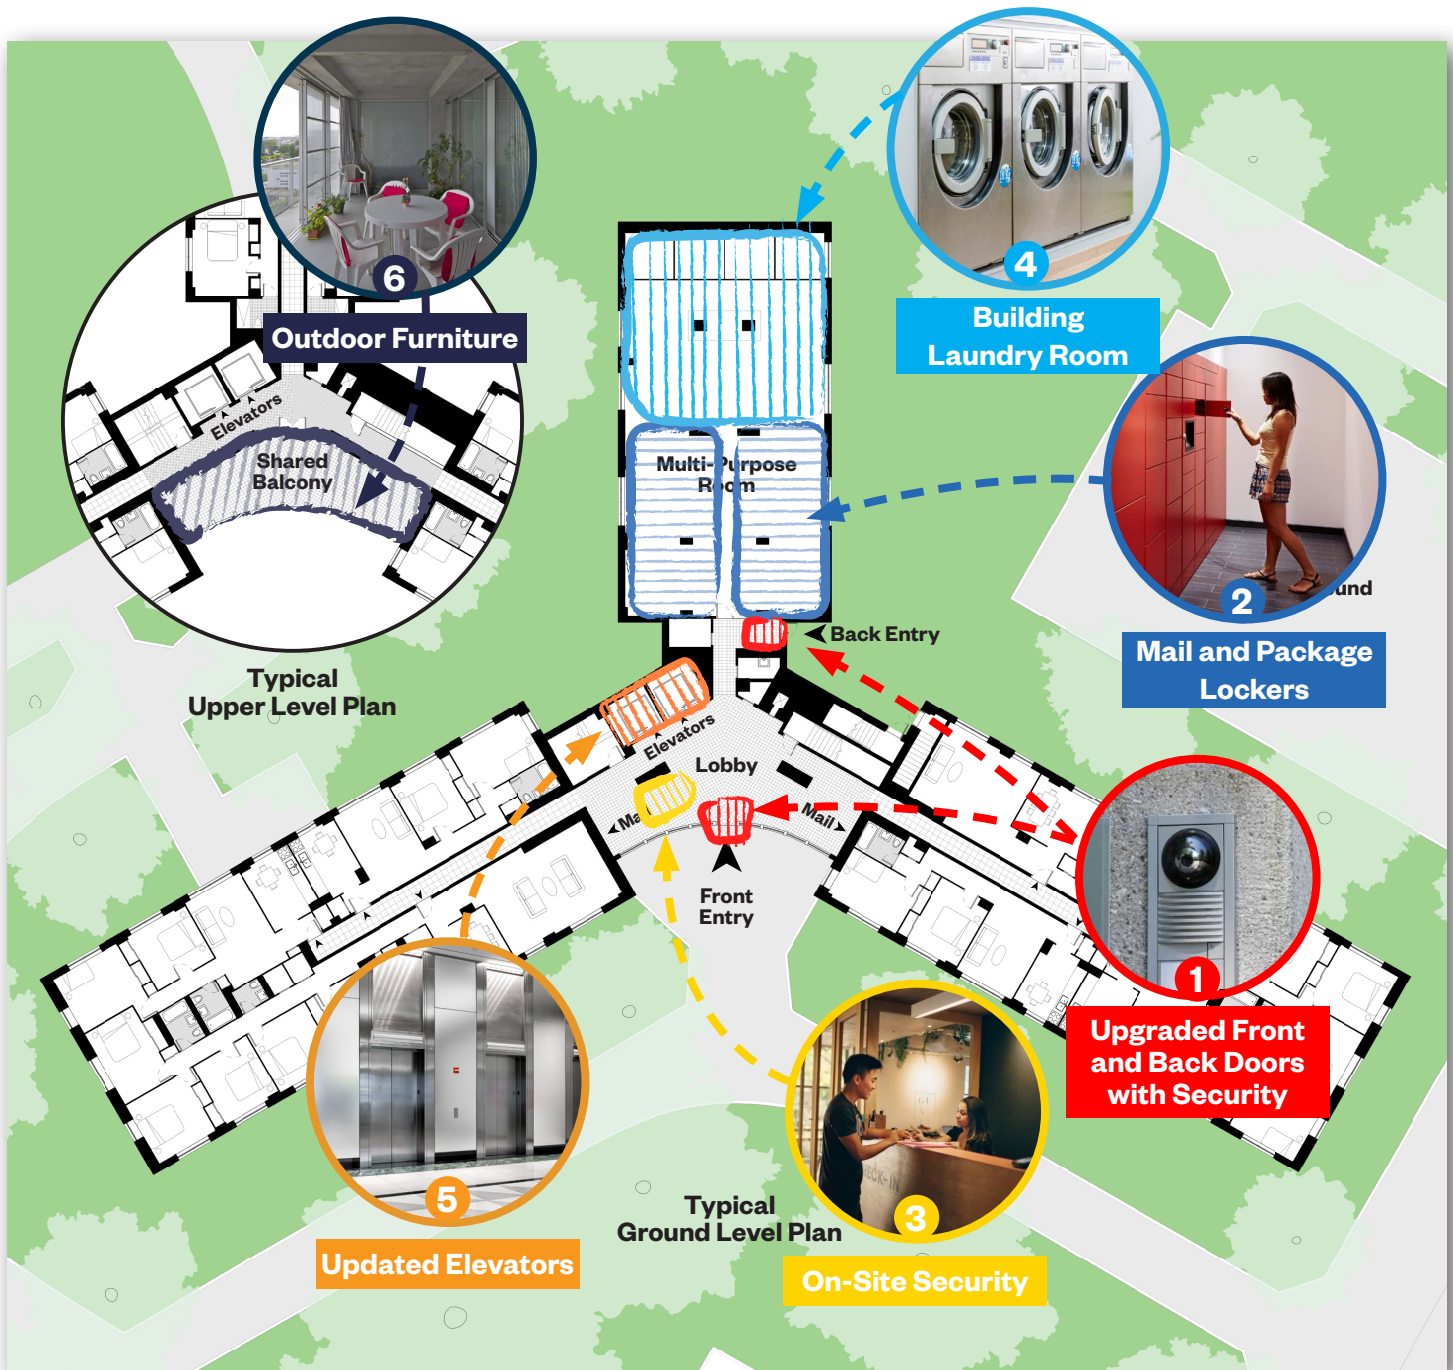 6
Outdoor Furniture
4
Building
Laundry Room
Elevators
Shared
Balcony
Multi-Purpose
Room
2
Mail and Package
Lockers
Back Entry
Typical
Upper Level Plan
Elevators
Lobby
Mail
Front
Entry
1
Upgraded Front
and Back Doors
with Security
5
Updated Elevators
Typical
Ground Level Plan
3
On-Site Security